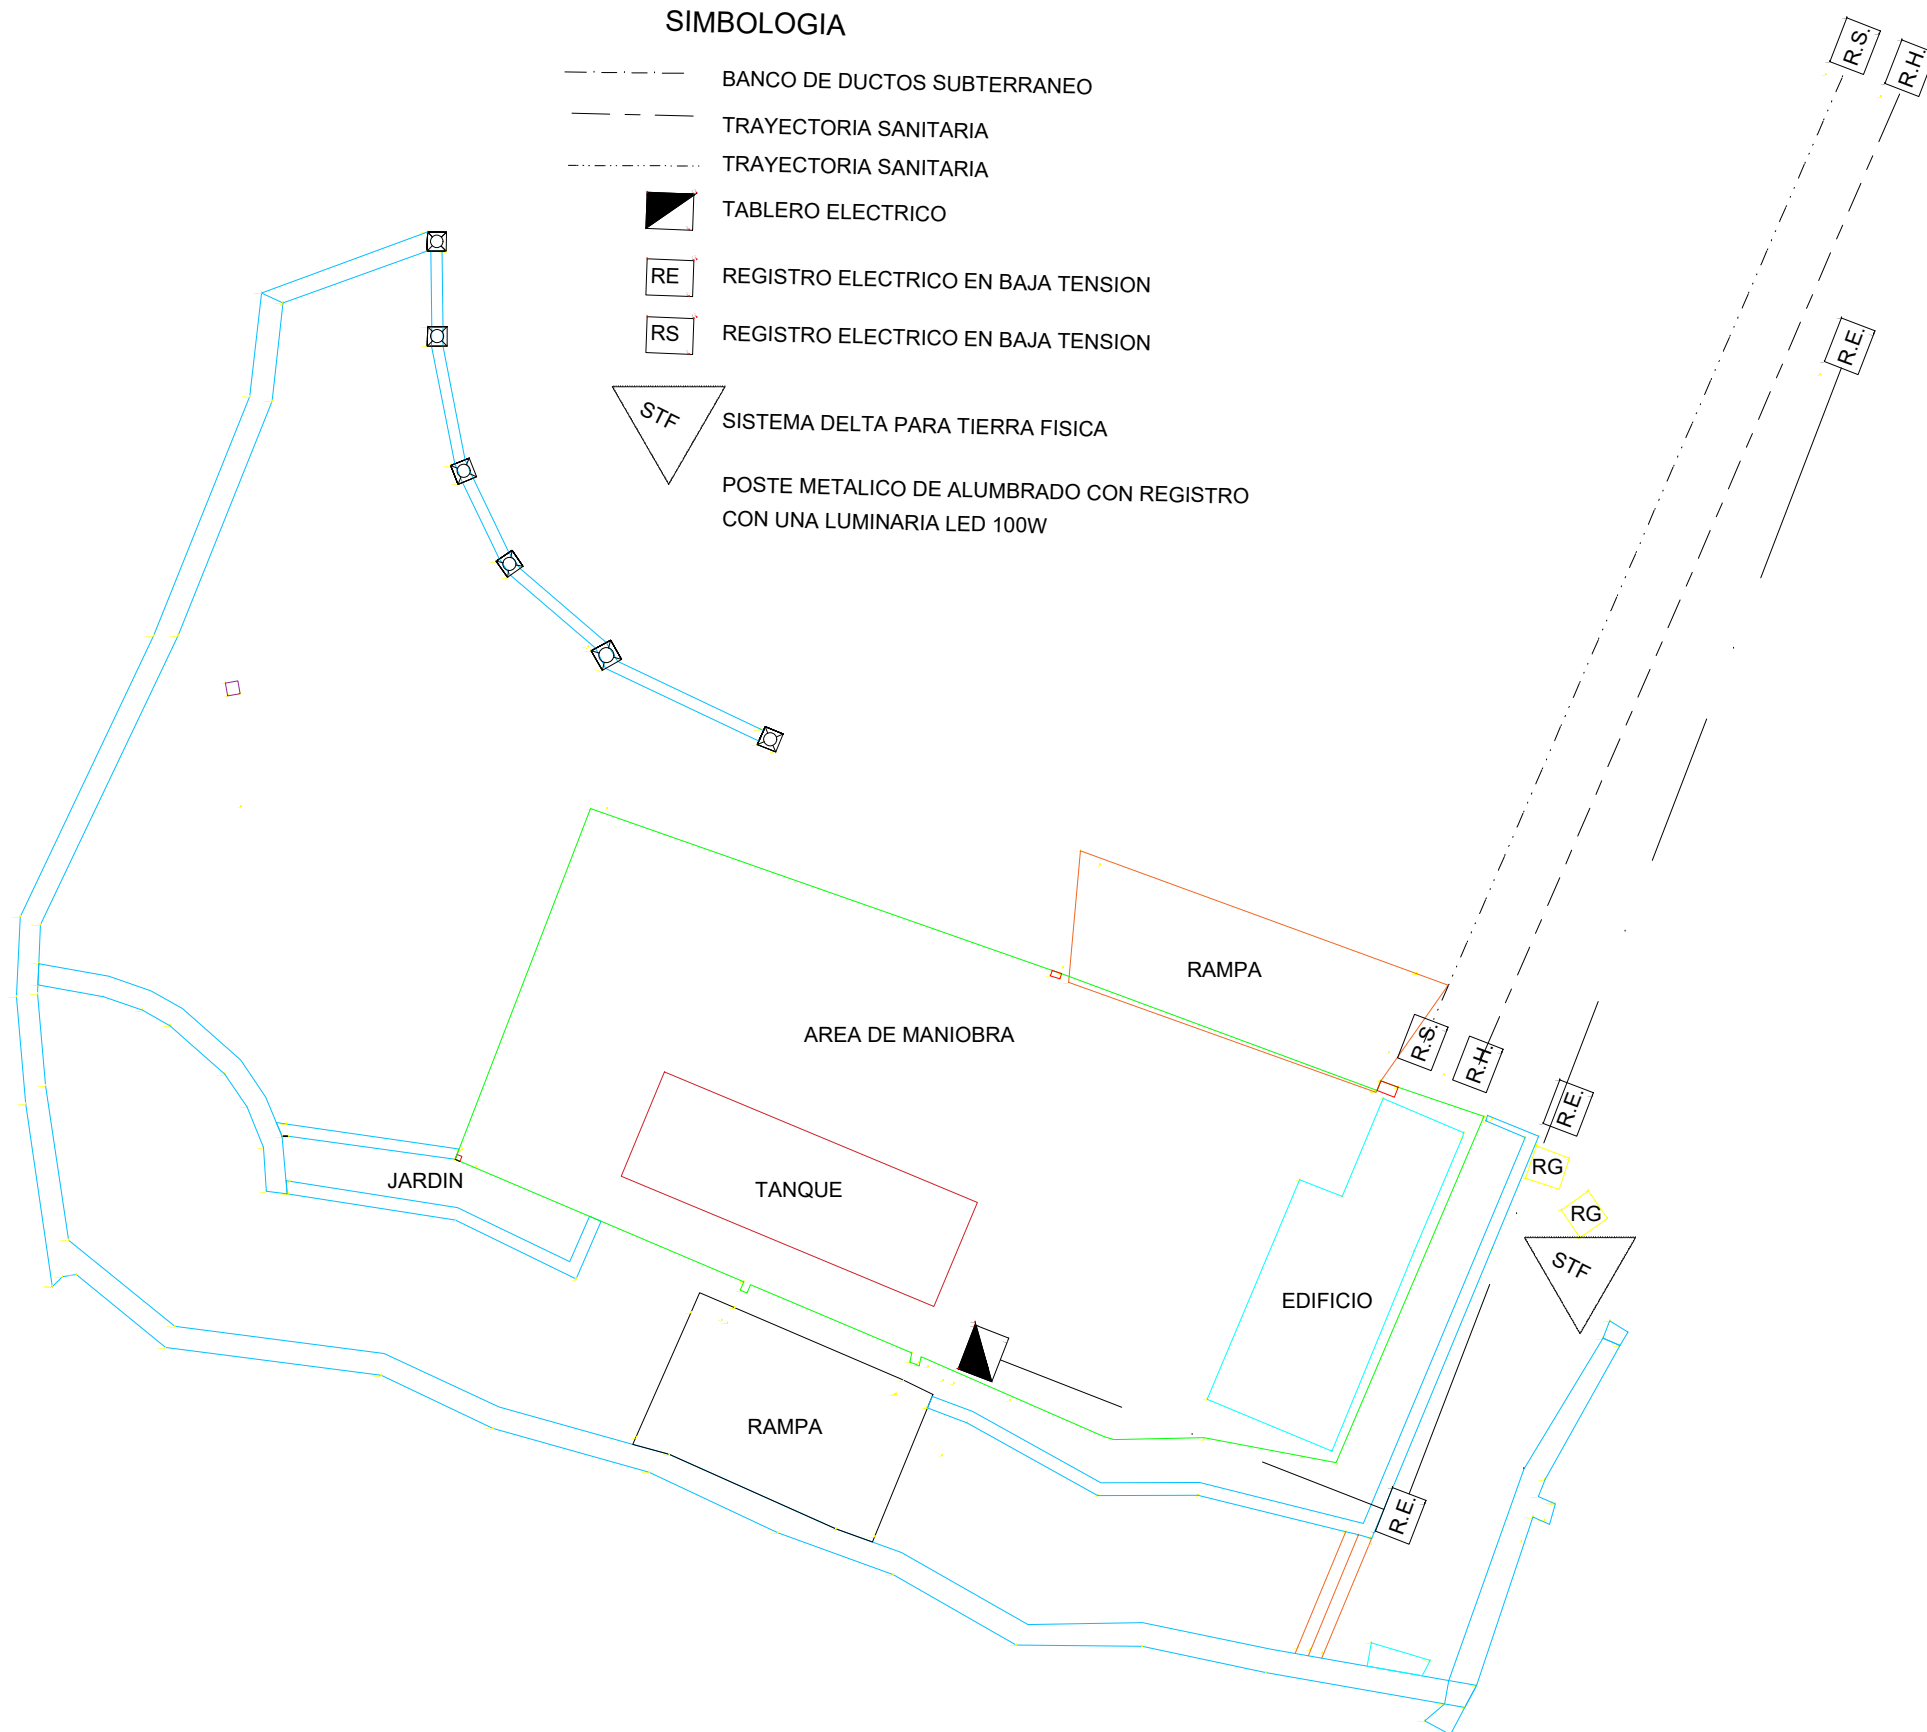 SIMBOLOGIA
BANCO DE DUCTOS SUBTERRANEO
TRAYECTORIA SANITARIA
TRAYECTORIA SANITARIA
TABLERO ELECTRICO
RE
REGISTRO ELECTRICO EN BAJA TENSION
RS
REGISTRO ELECTRICO EN BAJA TENSION
STF
SISTEMA DELTA PARA TIERRA FISICA
POSTE METALICO DE ALUMBRADO CON REGISTRO
CON UNA LUMINARIA LED 100W
R.S.
R.H.
R.E.
RAMPA
AREA DE MANIOBRA
R.S.
R.H.
R.E.
RG
JARDIN
TANQUE
RG
STF
EDIFICIO
RAMPA
R.E.